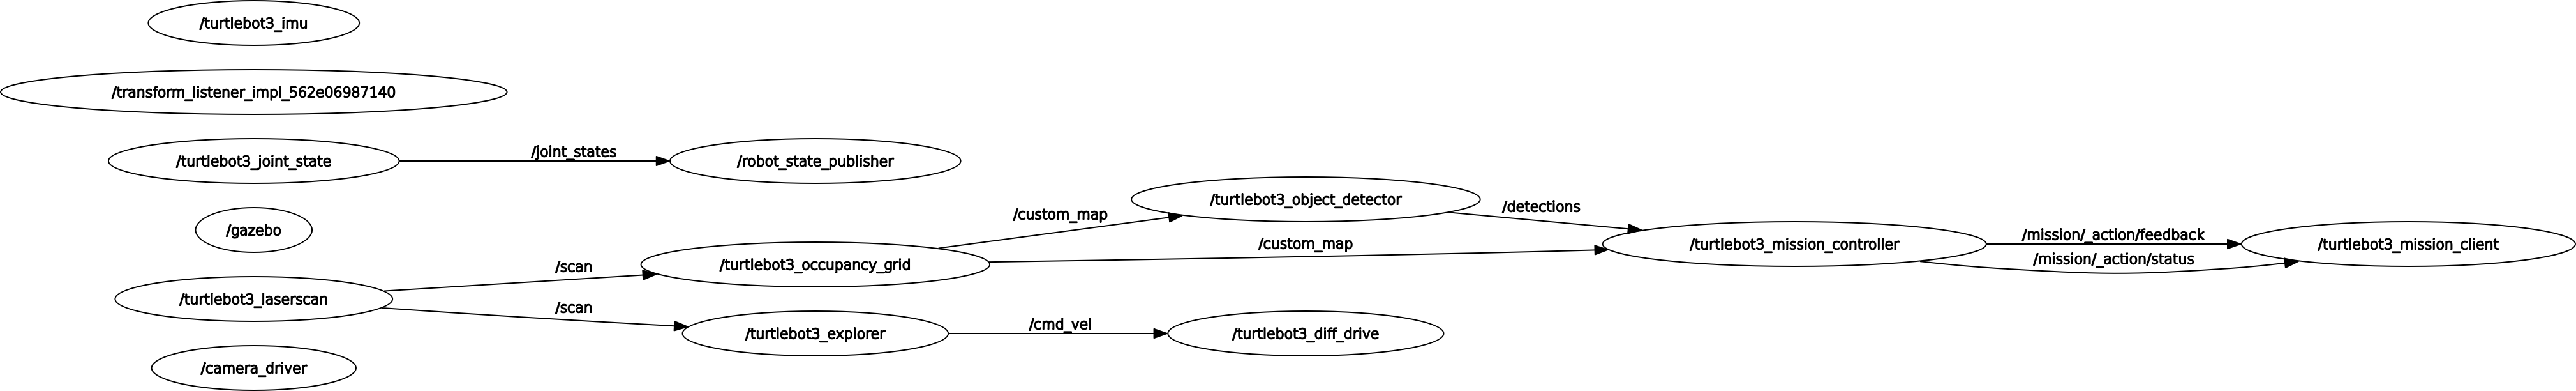 /turtlebot3_imu
/transform_listener_impl_562e06987140
/turtlebot3_joint_state
/joint_states
/robot_state_publisher
/gazebo
/turtlebot3_laserscan
/scan
/scan
/turtlebot3_occupancy_grid
/custom_map
/custom_map
/turtlebot3_object_detector
/detections
/turtlebot3_mission_controller
/mission/_action/feedback
/mission/_action/status
/turtlebot3_mission_client
/turtlebot3_explorer
/cmd_vel
/turtlebot3_diff_drive
/camera_driver